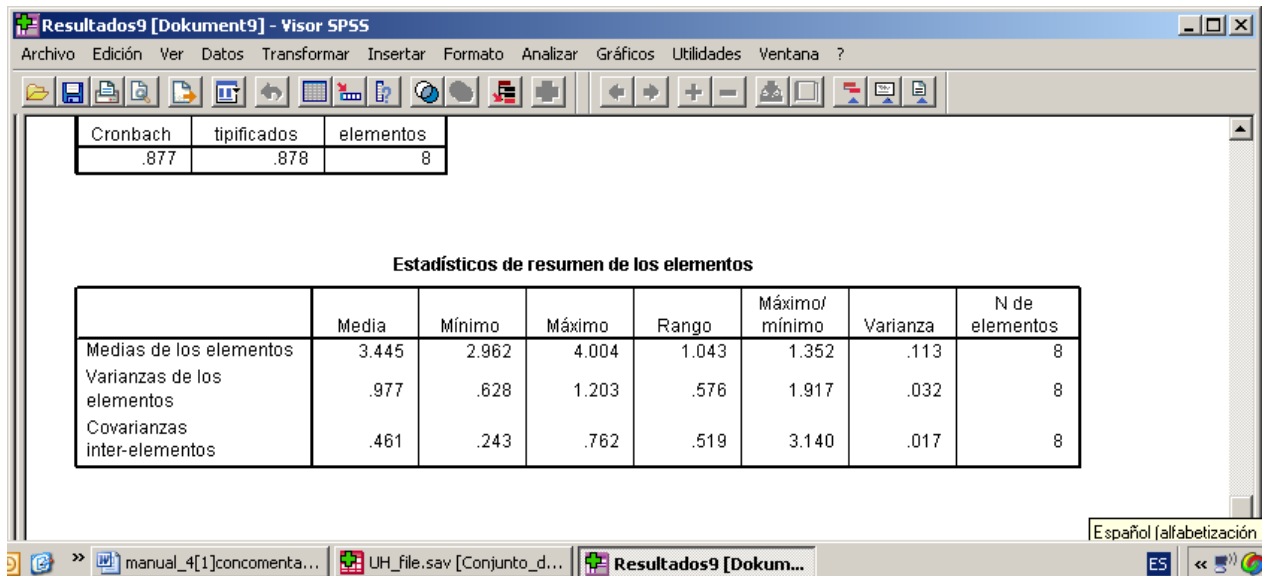 Resultados9 [Dokument9] - Visor SPSS
Archivo Edición Ver Datos Transformar Insertar Formato Analizar Gráficos Utilidades Ventana ?
Cronbach tipificados elementos
.877 .878 8
Estadísticos de resumen de los elementos
Media Mínimo Máximo Rango Máximo/ mínimo Varianza N de elementos
Medias de los elementos 3.445 2.962 4.004 1.043 1.352 .113 8
Varianzas de los elementos .977 .628 1.203 .576 1.917 .032 8
Covarianzas inter-elementos .461 .243 .762 .519 3.140 .017 8
Español (alfabetización
» manual_4[1]concomenta... UH_file.sav [Conjunto_d... Resultados9 [Dokum... ES «